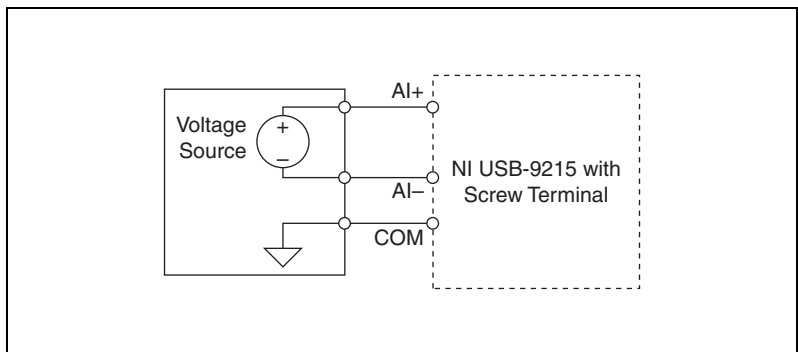 AI+
Voltage
Source
+
–
NI USB-9215 with
Screw Terminal
AI–
COM